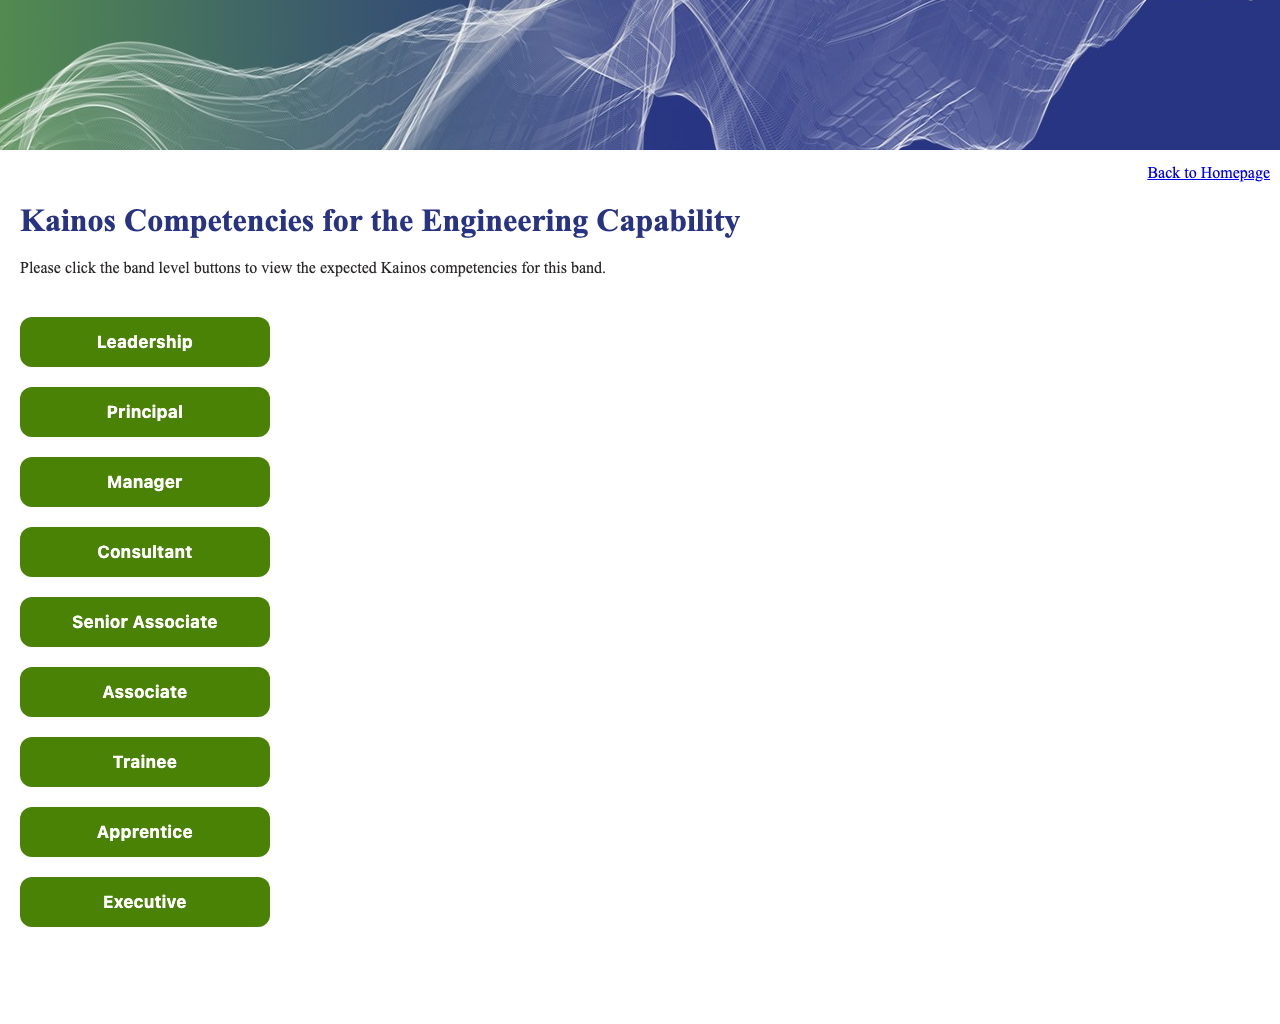 Back to Homepage
Kainos Competencies for the Engineering Capability
Please click the band level buttons to view the expected Kainos competencies for this band.
Leadership
Principal
Manager
Consultant
Senior Associate
Associate
Trainee
Apprentice
Executive